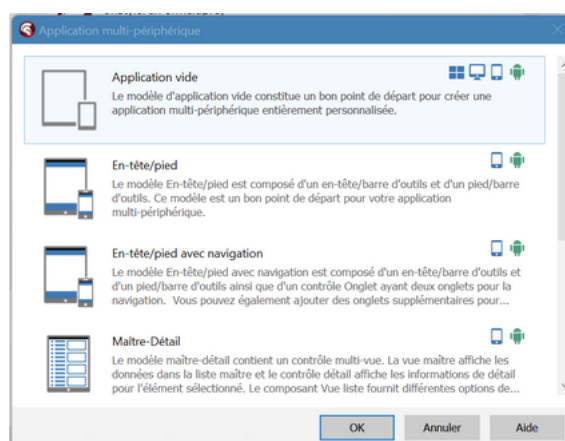 Application multi-périphérique
Application vide
Le modèle d'application vide constitue un bon point de départ pour créer une
application multi-périphérique entièrement personnalisée.
En-tête/pied
Le modèle En-tête/pied est composé d'un en-tête/barre d'outils et d'un pied/barre
d'outils. Ce modèle est un bon point de départ pour votre application
multi-périphérique.
En-tête/pied avec navigation
Le modèle En-tête/pied avec navigation est composé d'un en-tête/barre d'outils et
d'un pied/barre d'outils ainsi que d'un contrôle Onglet ayant deux onglets pour la
navigation. Vous pouvez également ajouter des onglets supplémentaires pour...
Maître-Détail
Le modèle maître-détail contient un contrôle multi-vue. La vue maître affiche les
données dans la liste maître et le contrôle détail affiche les informations de détail
pour l'élément sélectionné. Le composant Vue liste fournit différentes options de...
OK Annuler Aide